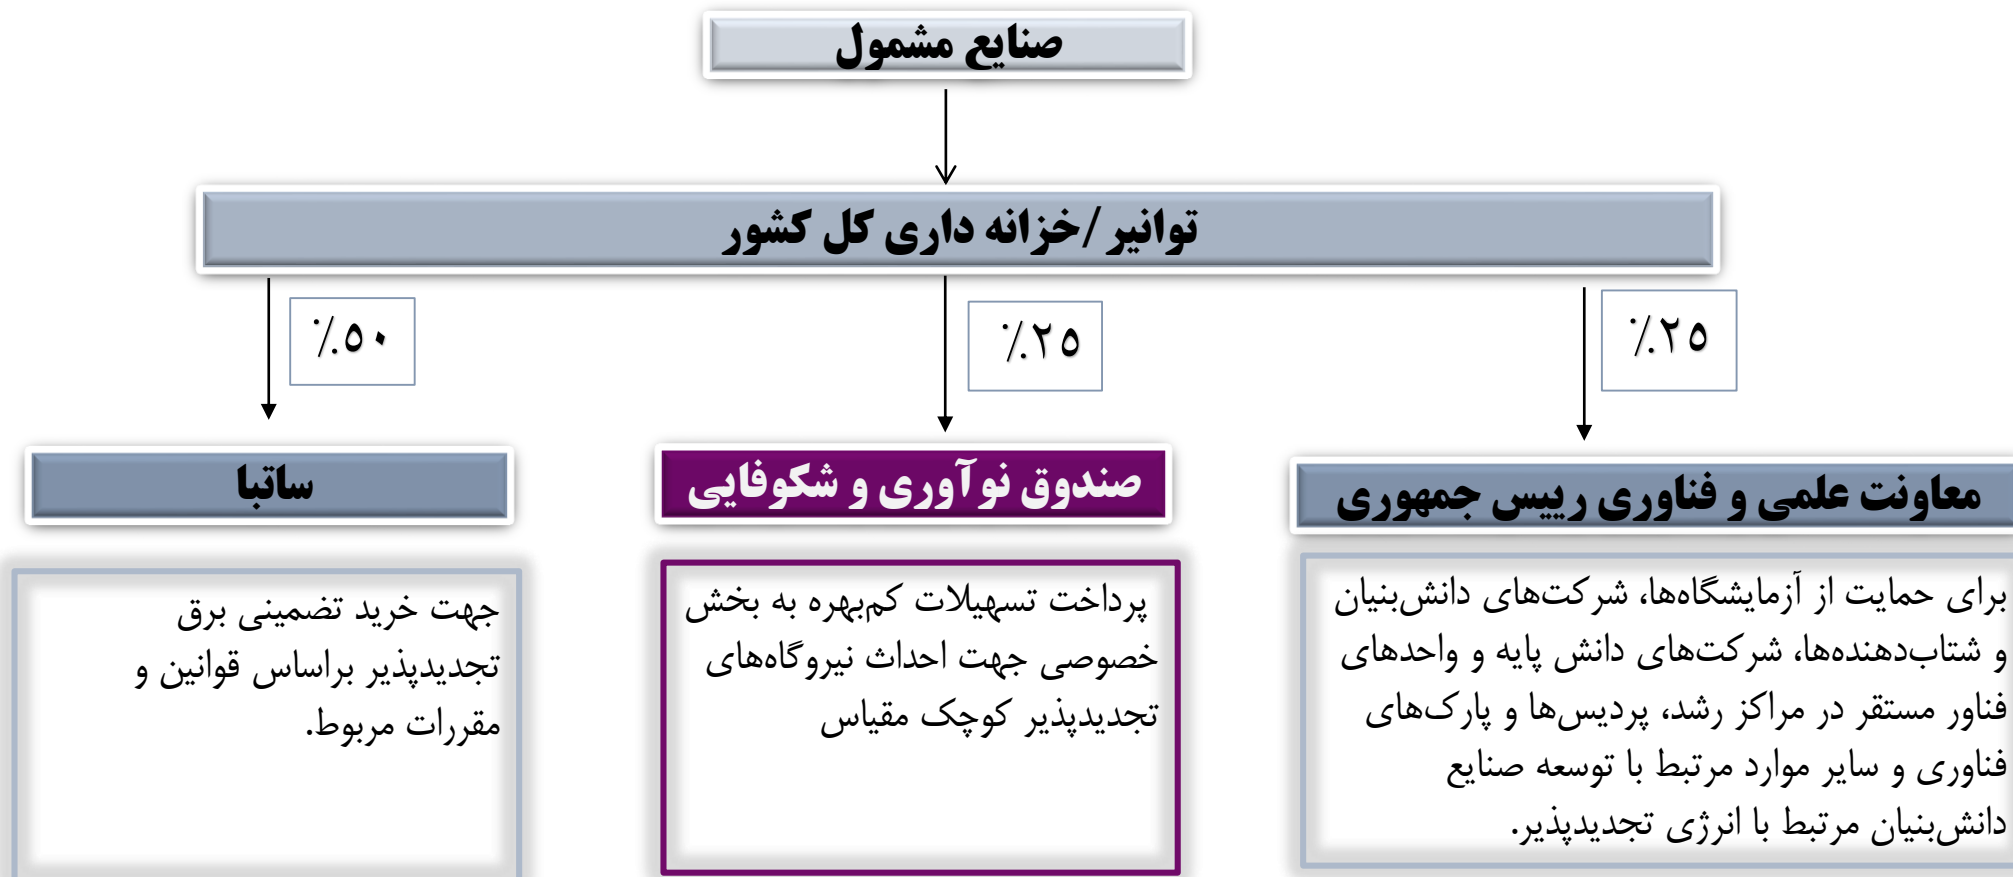 صنایع مشمول
توانیر/خزانه داری کل کشور
٪۲۵
٪۲۵
٪۵۰
معاونت علمی و فناوری رییس جمهوری
برای حمایت از آزمایشگاه‌ها، شرکت‌های دانش‌بنیان
و شتاب‌دهنده‌ها، شرکت‌های دانش پایه و واحدهای
فناور مستقر در مراکز رشد، پردیس‌ها و پارک‌های
فناوری و سایر موارد مرتبط با توسعه صنایع
دانش‌بنیان مرتبط با انرژی تجدیدپذیر.
صندوق نوآوری و شکوفایی
پرداخت تسهیلات کم‌بهره به بخش
خصوصی جهت احداث نیروگاه‌های
تجدیدپذیر کوچک مقیاس
ساتبا
جهت خرید تضمینی برق
تجدیدپذیر براساس قوانین و
مقررات مربوط.